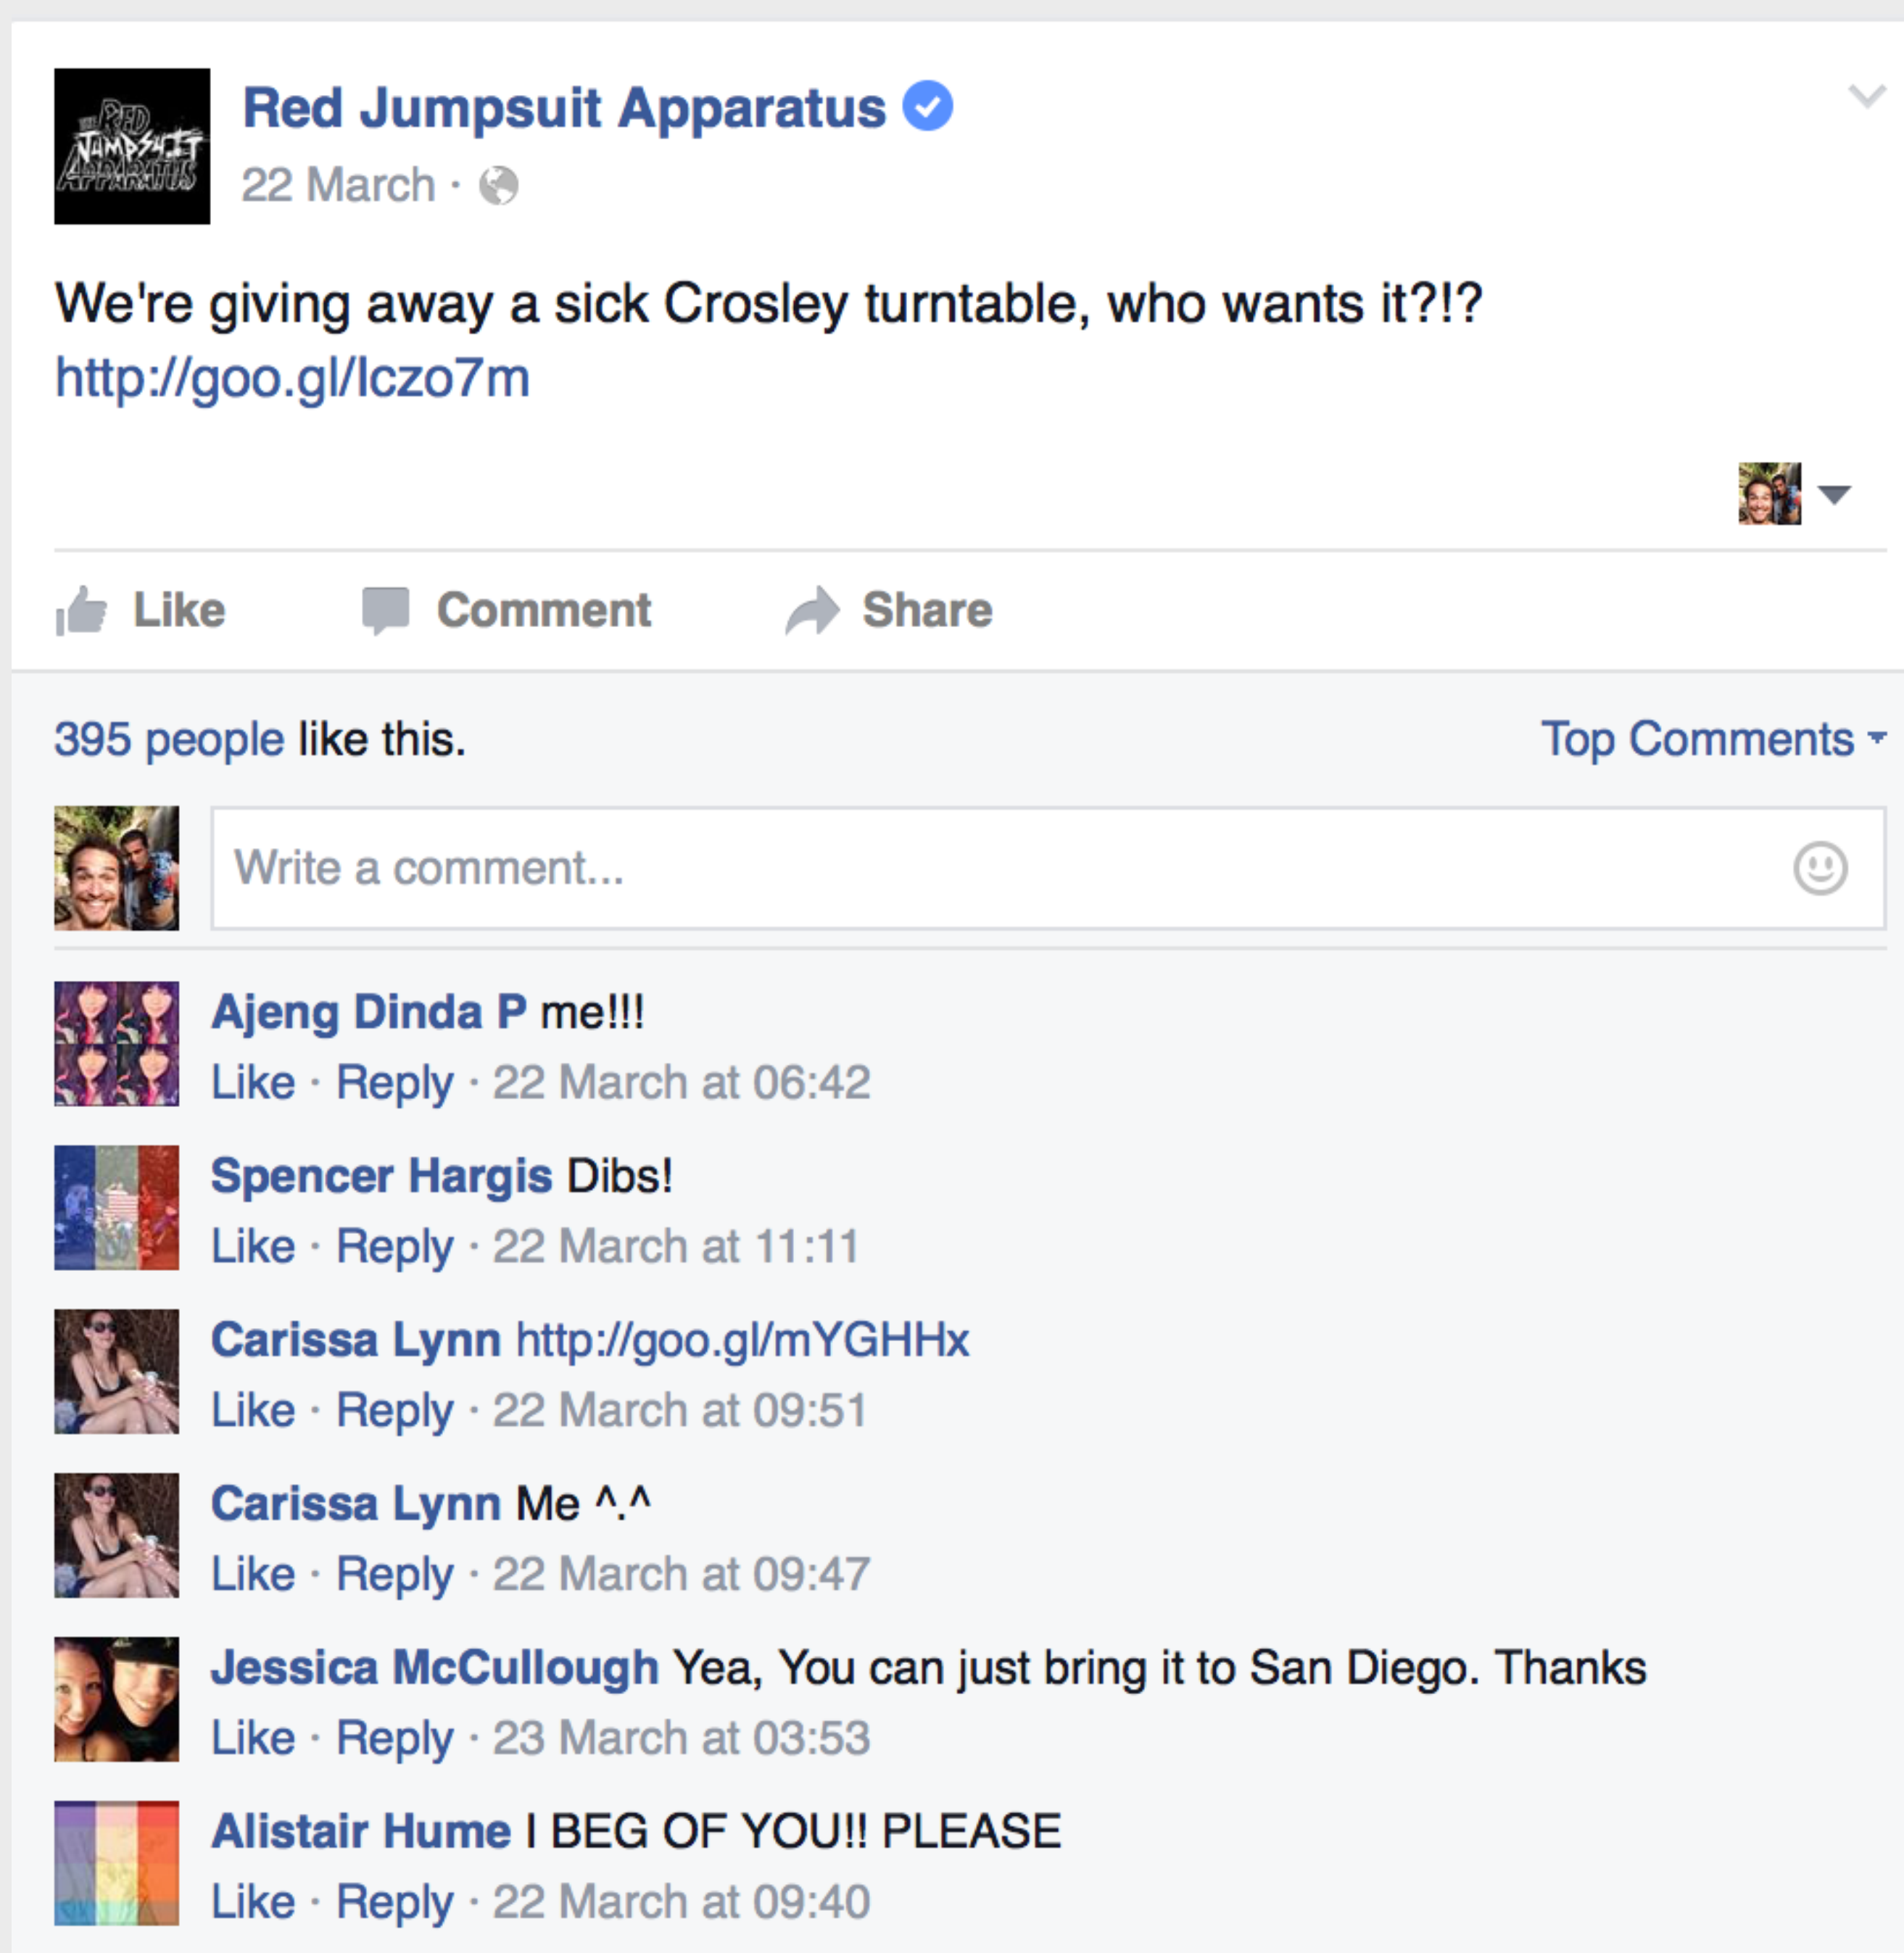 THE RED
JUMPSUIT
APPARATUS
Red Jumpsuit Apparatus
22 March ·
We're giving away a sick Crosley turntable, who wants it?!?
http://goo.gl/Iczo7m
Like Comment Share
395 people like this. Top Comments
Write a comment...
Ajeng Dinda P me!!!
Like · Reply · 22 March at 06:42
Spencer Hargis Dibs!
Like · Reply · 22 March at 11:11
Carissa Lynn http://goo.gl/mYGHHx
Like · Reply · 22 March at 09:51
Carissa Lynn Me ^.^
Like · Reply · 22 March at 09:47
Jessica McCullough Yea, You can just bring it to San Diego. Thanks
Like · Reply · 23 March at 03:53
Alistair Hume I BEG OF YOU!! PLEASE
Like · Reply · 22 March at 09:40